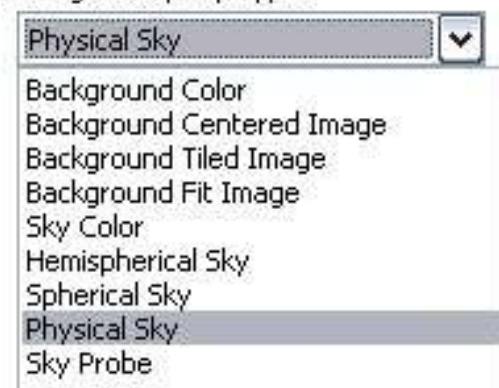 Physical Sky
Background Color
Background Centered Image
Background Tiled Image
Background Fit Image
Sky Color
Hemispherical Sky
Spherical Sky
Physical Sky
Sky Probe